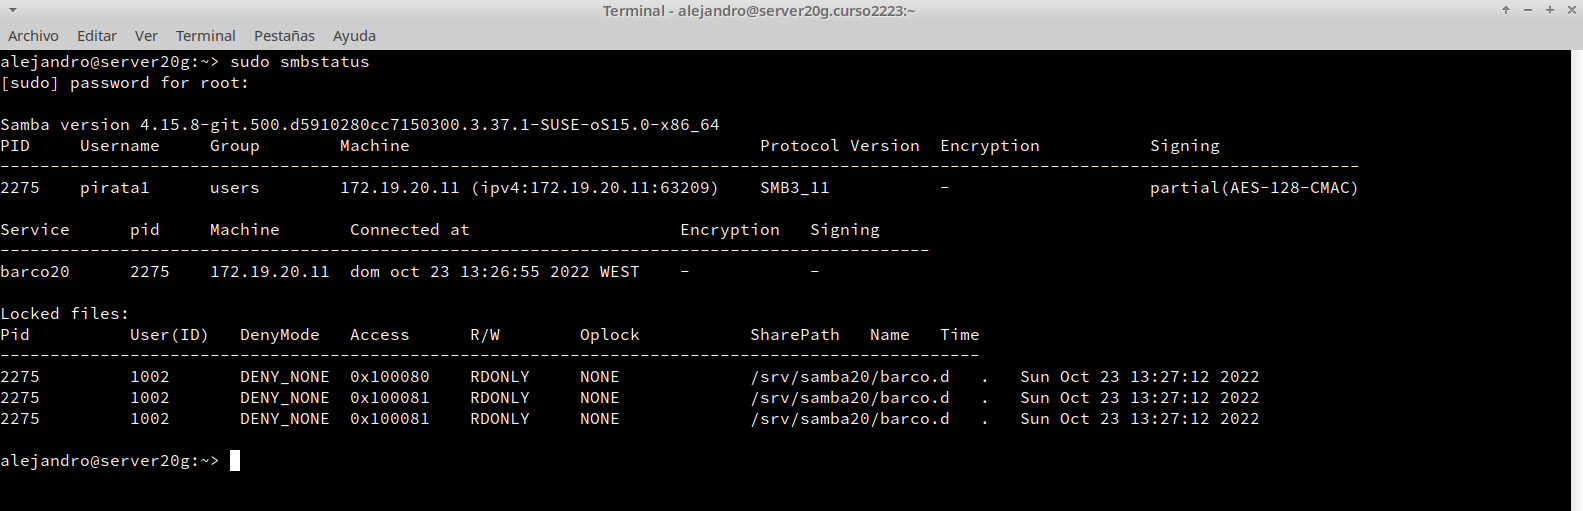 Terminal - alejandro@server20g.curso2223:~
Archivo Editar Ver Terminal Pestañas Ayuda
alejandro@server20g:~> sudo smbstatus
[sudo] password for root:
Samba version 4.15.8-git.500.d5910280cc7150300.3.37.1-SUSE-oS15.0-x86_64
PID     Username     Group        Machine                                   Protocol Version  Encryption           Signing
----------------------------------------------------------------------------------------------------------------------------------------
2275    pirata1      users        172.19.20.11 (ipv4:172.19.20.11:63209)    SMB3_11           -                    partial(AES-128-CMAC)
Service      pid     Machine       Connected at                     Encryption   Signing
---------------------------------------------------------------------------------------------
barco20      2275    172.19.20.11  dom oct 23 13:26:55 2022 WEST    -            -
Locked files:
Pid          User(ID)   DenyMode   Access      R/W        Oplock           SharePath   Name   Time
--------------------------------------------------------------------------------------------------
2275         1002       DENY_NONE  0x100080    RDONLY     NONE             /srv/samba20/barco.d   .   Sun Oct 23 13:27:12 2022
2275         1002       DENY_NONE  0x100081    RDONLY     NONE             /srv/samba20/barco.d   .   Sun Oct 23 13:27:12 2022
2275         1002       DENY_NONE  0x100081    RDONLY     NONE             /srv/samba20/barco.d   .   Sun Oct 23 13:27:12 2022
alejandro@server20g:~>